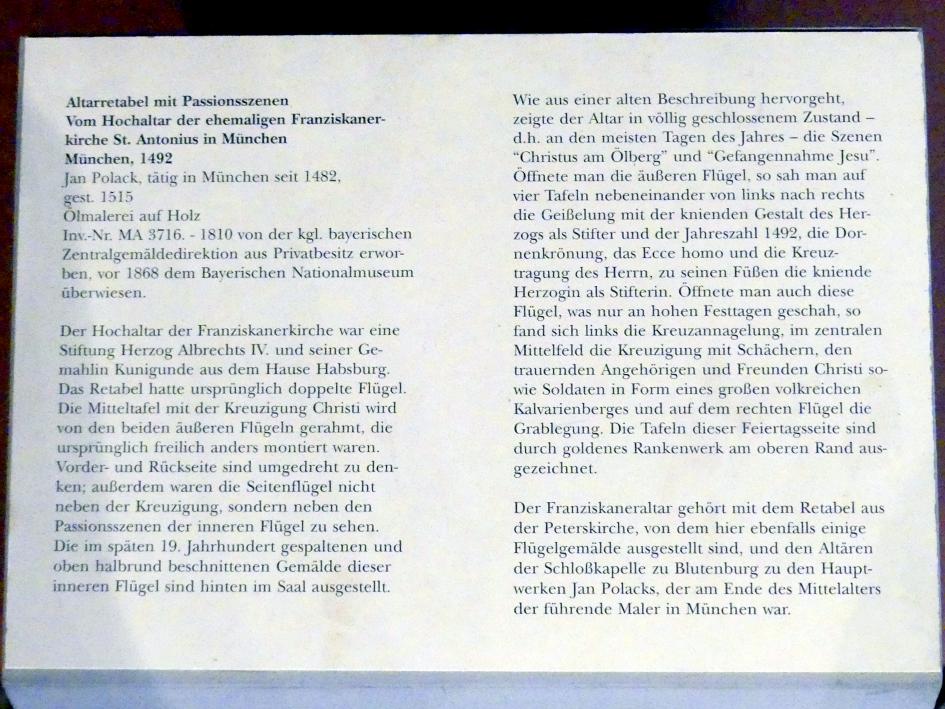 Altarretabel mit Passionsszenen
Vom Hochaltar der ehemaligen Franziskaner-
kirche St. Antonius in München
München, 1492
Jan Polack, tätig in München seit 1482,
gest. 1515
Ölmalerei auf Holz
Inv.-Nr. MA 3716. - 1810 von der kgl. bayerischen
Zentralgemäldedirektion aus Privatbesitz erwor-
ben, vor 1868 dem Bayerischen Nationalmuseum
überwiesen.

Der Hochaltar der Franziskanerkirche war eine
Stiftung Herzog Albrechts IV. und seiner Ge-
mahlin Kunigunde aus dem Hause Habsburg.
Das Retabel hatte ursprünglich doppelte Flügel.
Die Mitteltafel mit der Kreuzigung Christi wird
von den beiden äußeren Flügeln gerahmt, die
ursprünglich freilich anders montiert waren.
Vorder- und Rückseite sind umgedreht zu den-
ken; außerdem waren die Seitenflügel nicht
neben der Kreuzigung, sondern neben den
Passionsszenen der inneren Flügel zu sehen.
Die im späten 19. Jahrhundert gespaltenen und
oben halbrund beschnittenen Gemälde dieser
inneren Flügel sind hinten im Saal ausgestellt.

Wie aus einer alten Beschreibung hervorgeht,
zeigte der Altar in völlig geschlossenem Zustand –
d.h. an den meisten Tagen des Jahres – die Szenen
“Christus am Ölberg” und “Gefangennahme Jesu”.
Öffnete man die äußeren Flügel, so sah man auf
vier Tafeln nebeneinander von links nach rechts
die Geißelung mit der knienden Gestalt des Her-
zogs als Stifter und der Jahreszahl 1492, die Dor-
nenkrönung, das Ecce homo und die Kreuz-
tragung des Herrn, zu seinen Füßen die kniende
Herzogin als Stifterin. Öffnete man auch diese
Flügel, was nur an hohen Festtagen geschah, so
fand sich links die Kreuzannagelung, im zentralen
Mittelfeld die Kreuzigung mit Schächern, den
trauernden Angehörigen und Freunden Christi so-
wie Soldaten in Form eines großen volkreichen
Kalvarienberges und auf dem rechten Flügel die
Grablegung. Die Tafeln dieser Feiertagsseite sind
durch goldenes Rankenwerk am oberen Rand aus-
gezeichnet.

Der Franziskaneraltar gehört mit dem Retabel aus
der Peterskirche, von dem hier ebenfalls einige
Flügelgemälde ausgestellt sind, und den Altären
der Schloßkapelle zu Blutenburg zu den Haupt-
werken Jan Polacks, der am Ende des Mittelalters
der führende Maler in München war.